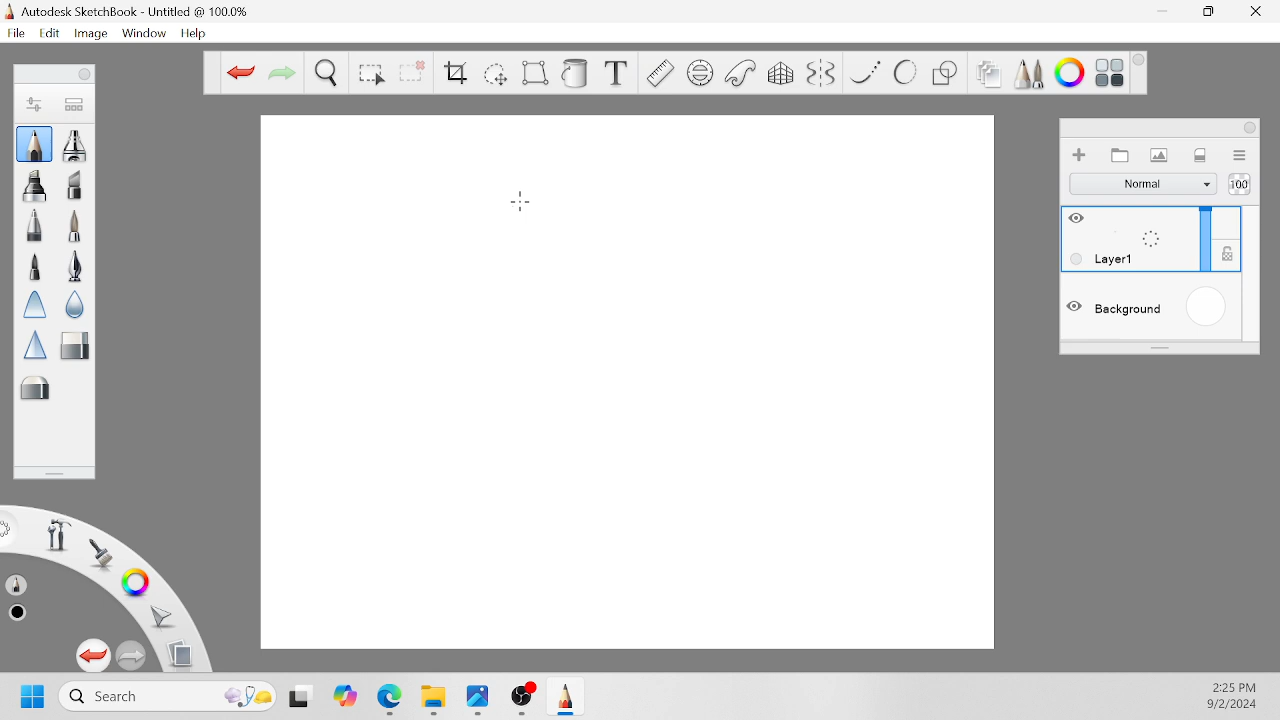 Autodesk SketchBook - Untitled @ 100.0%
File Edit Image Window Help
T
Normal 100
Layer1
Background
Search
2:25 PM
9/2/2024